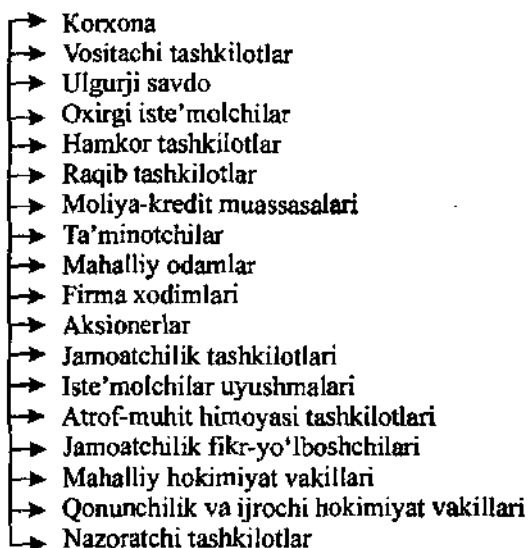 Korxona
Vositachi tashkilotlar
Ulgurji savdo
Oxirgi iste’molchilar
Hamkor tashkilotlar
Raqib tashkilotlar
Moliya-kredit muassasalari
Ta’minotchilar
Mahalliy odamlar
Firma xodimlari
Aksionerlar
Jamoatchilik tashkilotlari
Iste’molchilar uyushmalari
Atrof-muhit himoyasi tashkilotlari
Jamoatchilik fikr-yo‘lboshchilari
Mahalliy hokimiyat vakillari
Qonunchilik va ijrochi hokimiyat vakillari
Nazoratchi tashkilotlar